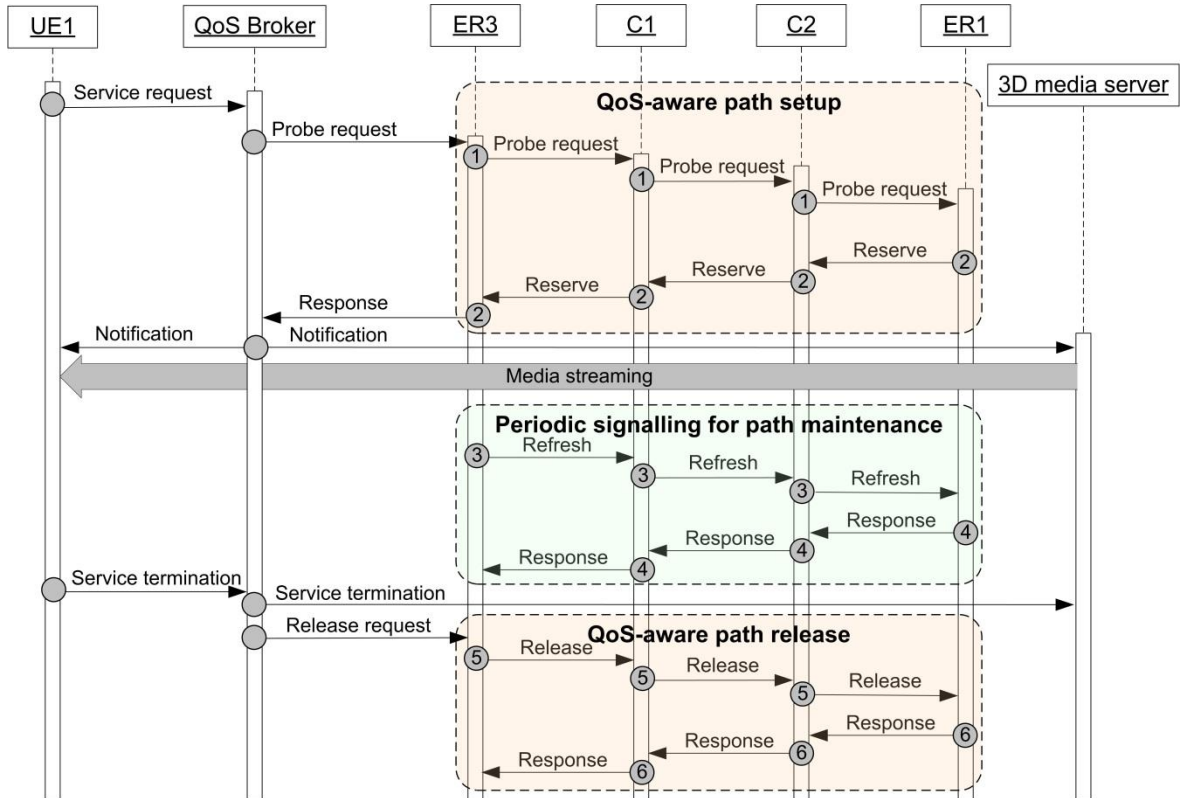 UE1
QoS Broker
ER3
C1
C2
ER1
3D media server
QoS-aware path setup
Service request
Probe request
1
Probe request
1
Probe request
1
Probe request
2
Reserve
2
Reserve
2
Reserve
2
Response
Notification
Notification
Media streaming
Periodic signalling for path maintenance
3
Refresh
3
Refresh
3
Refresh
4
Response
4
Response
4
Response
Service termination
Service termination
Release request
QoS-aware path release
5
Release
5
Release
5
Release
6
Response
6
Response
6
Response